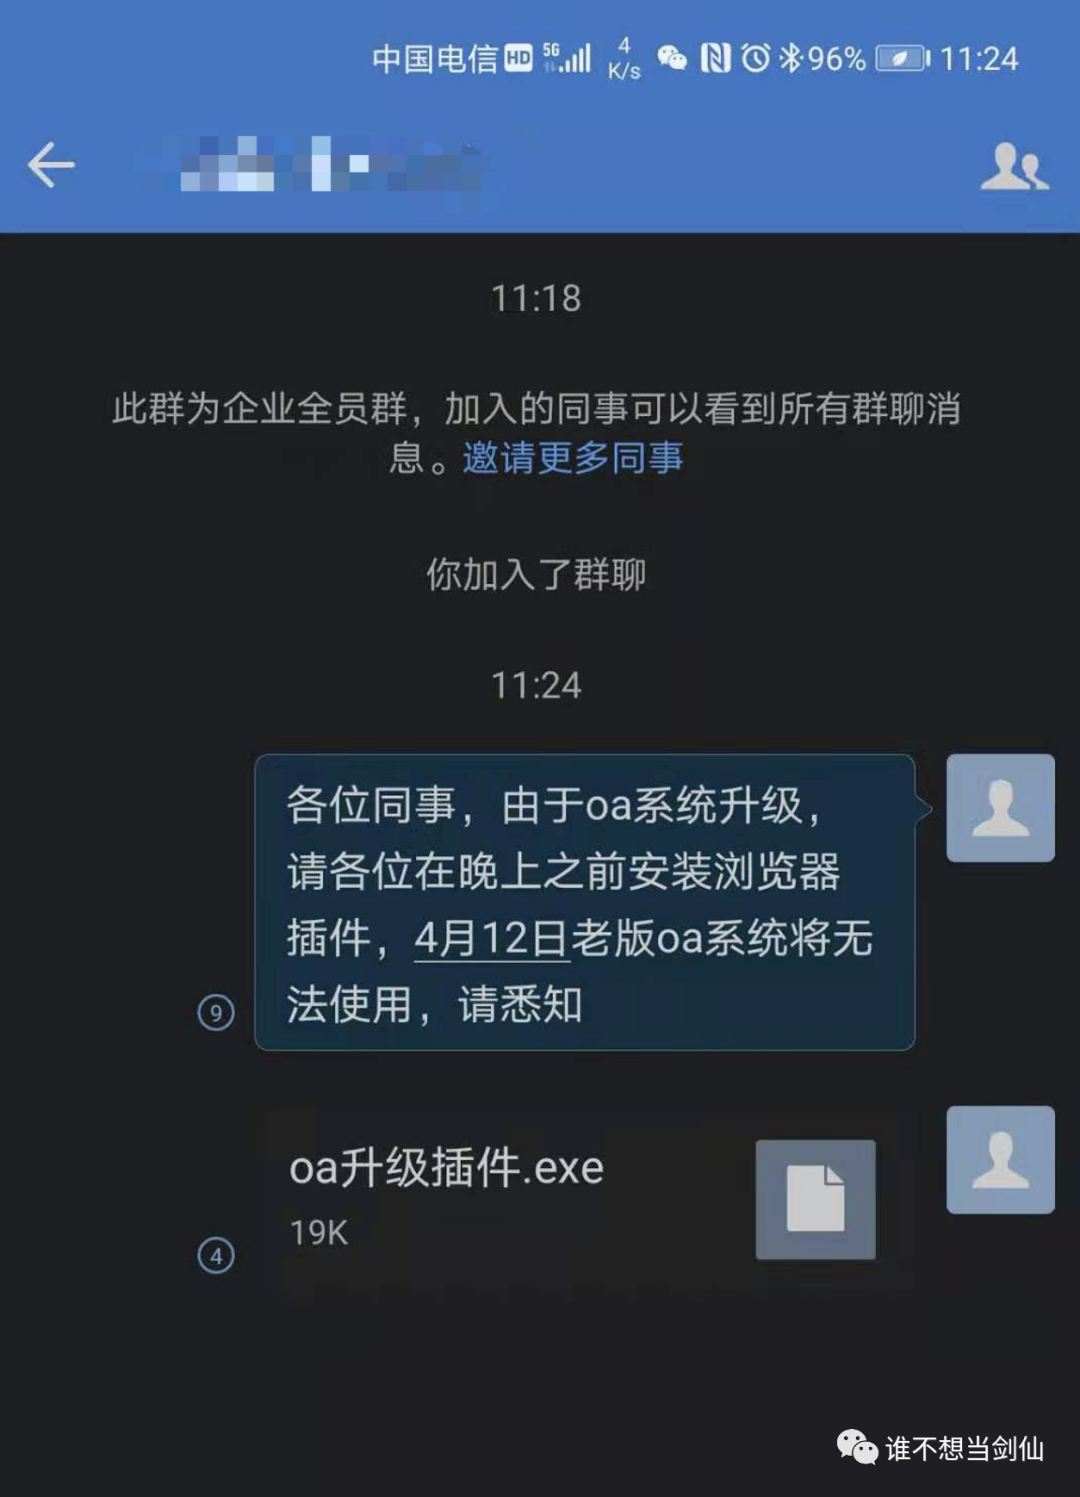 中国电信 HD 5G 4 K/s 96% 11:24
11:18
此群为企业全员群，加入的同事可以看到所有群聊消
息。邀请更多同事
你加入了群聊
11:24
各位同事，由于oa系统升级，
请各位在晚上之前安装浏览器
插件，4月12日老版oa系统将无
法使用，请悉知
9
oa升级插件.exe
19K
4
谁不想当剑仙